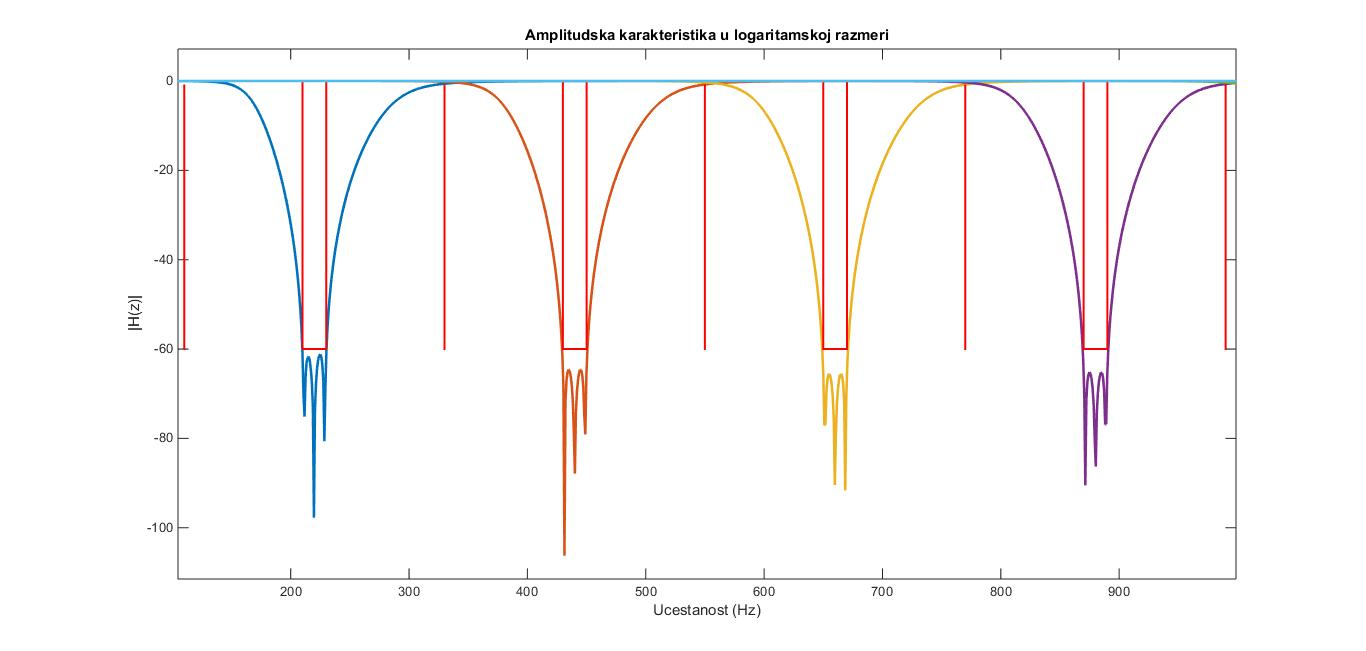 Amplitudska karakteristika u logaritamskoj razmeri
0
-20
-40
-60
-80
-100
|H(z)|
200 300 400 500 600 700 800 900
Ucestanost (Hz)